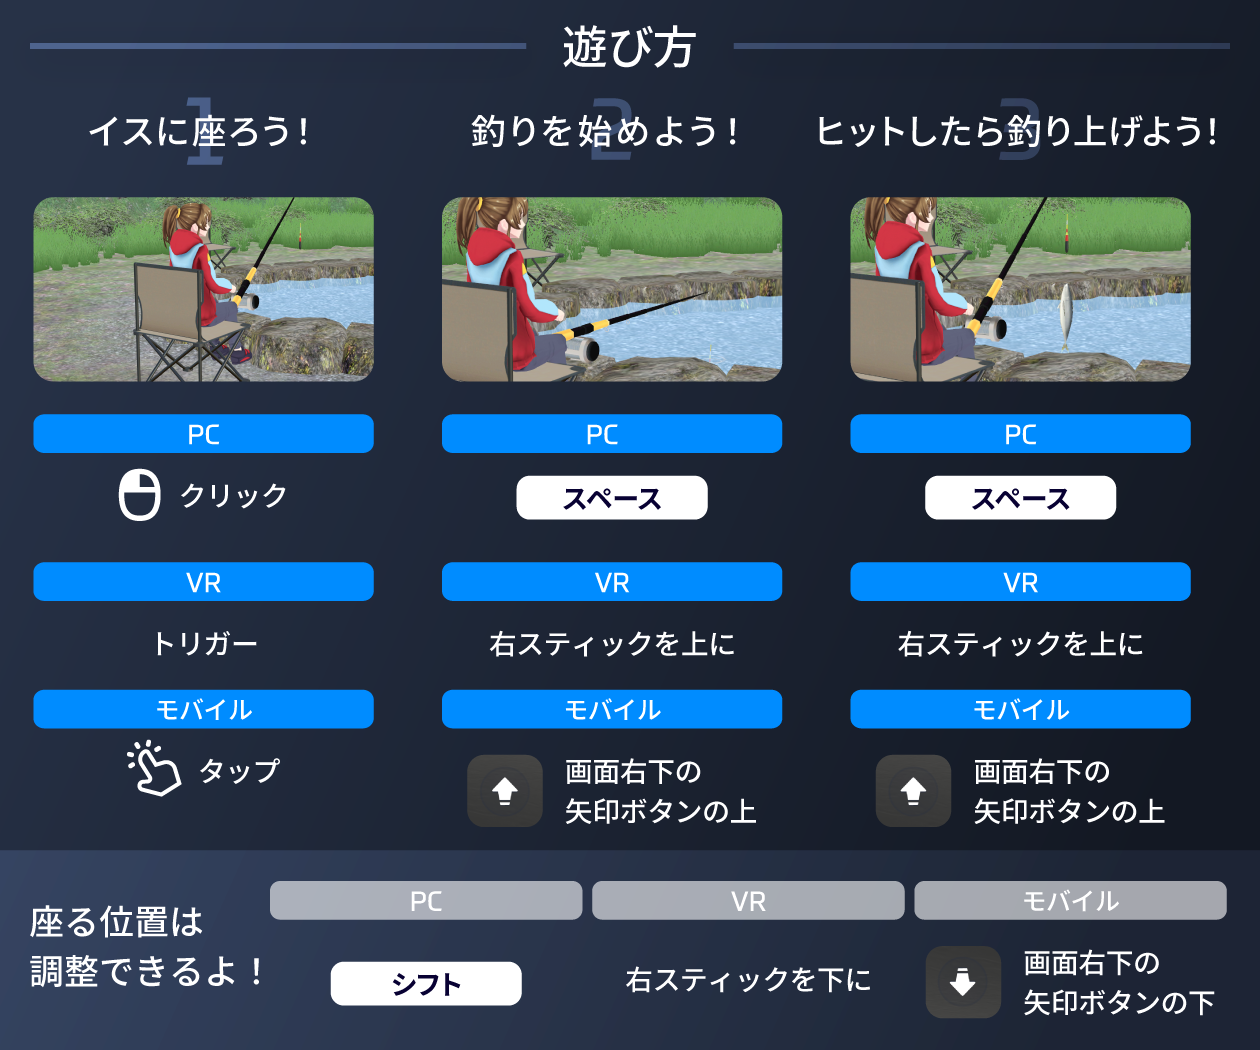 遊び方
1
イスに座ろう！
2
釣りを始めよう！
3
ヒットしたら釣り上げよう！
PC
クリック
PC
スペース
PC
スペース
VR
トリガー
VR
右スティックを上に
VR
右スティックを上に
モバイル
タップ
モバイル
画面右下の
矢印ボタンの上
モバイル
画面右下の
矢印ボタンの上
座る位置は
調整できるよ！
PC
シフト
VR
右スティックを下に
モバイル
画面右下の
矢印ボタンの下